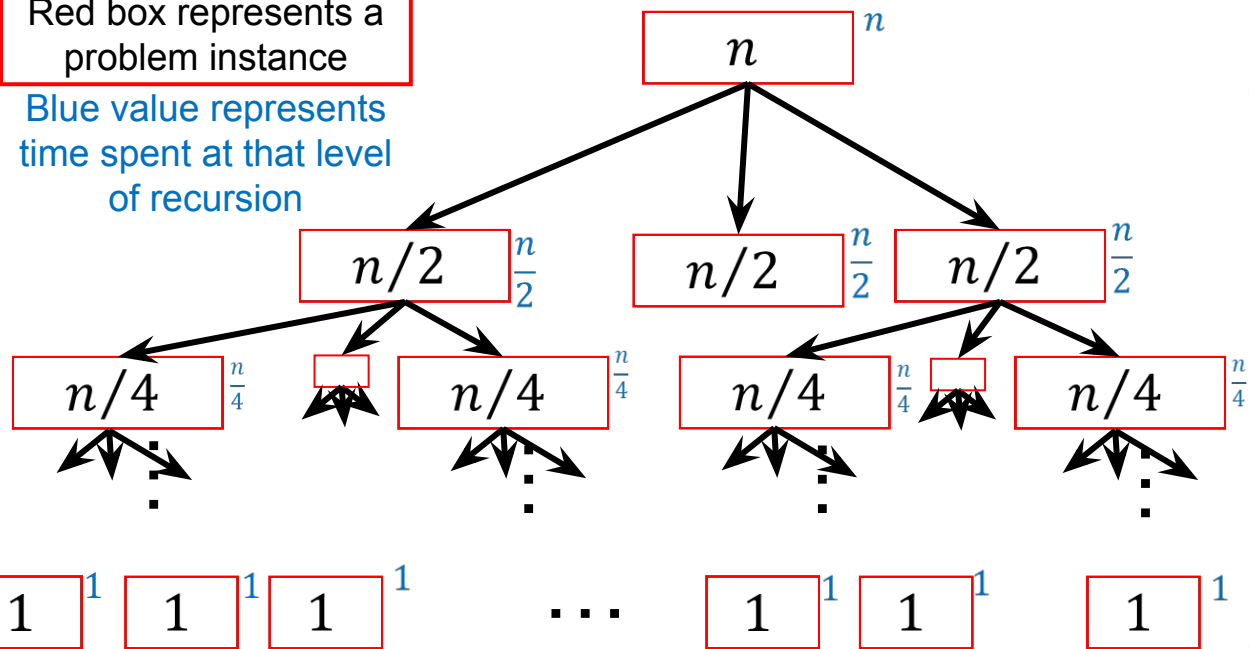 Red box represents a
problem instance
Blue value represents
time spent at that level
of recursion
n n
n/2 n/2 n/2 n/2 n/2 n/2
n/4 n/4 n/4 n/4 n/4 n/4 n/4 n/4
1 1 1 1 1 1 ... 1 1 1 1 1 1